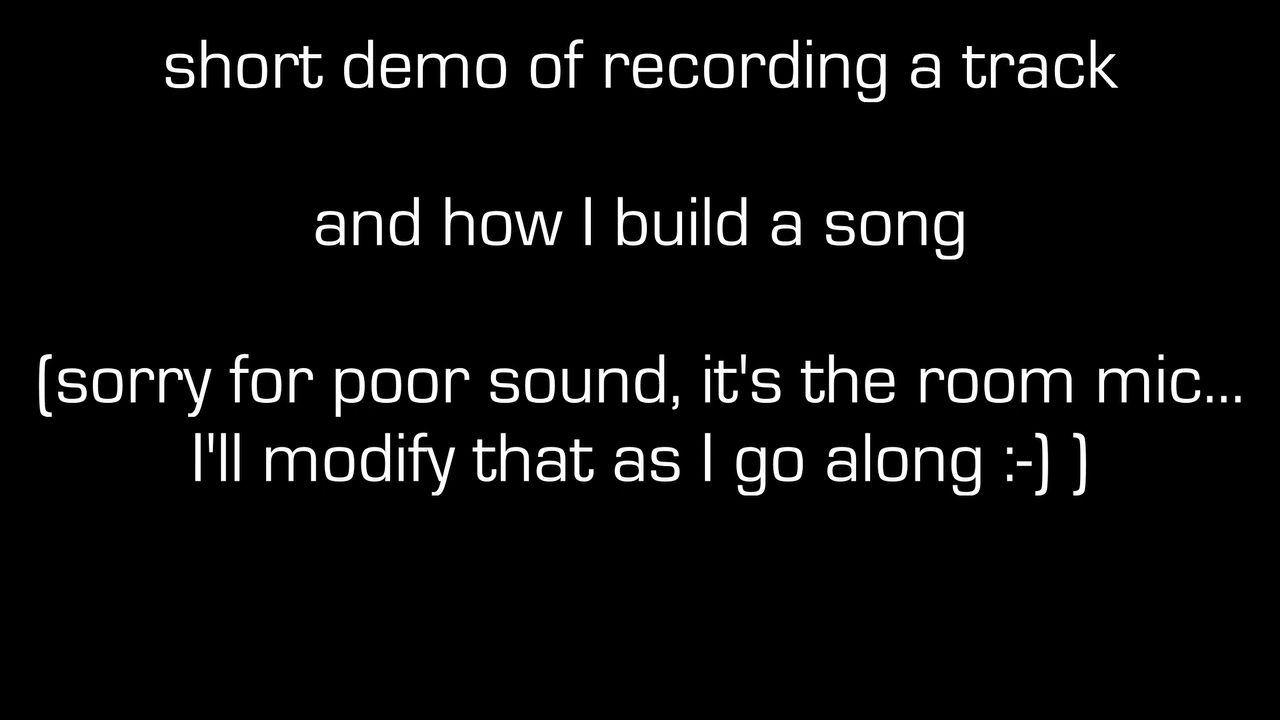 short demo of recording a track
and how I build a song
(sorry for poor sound, it's the room mic...
I'll modify that as I go along :-) )